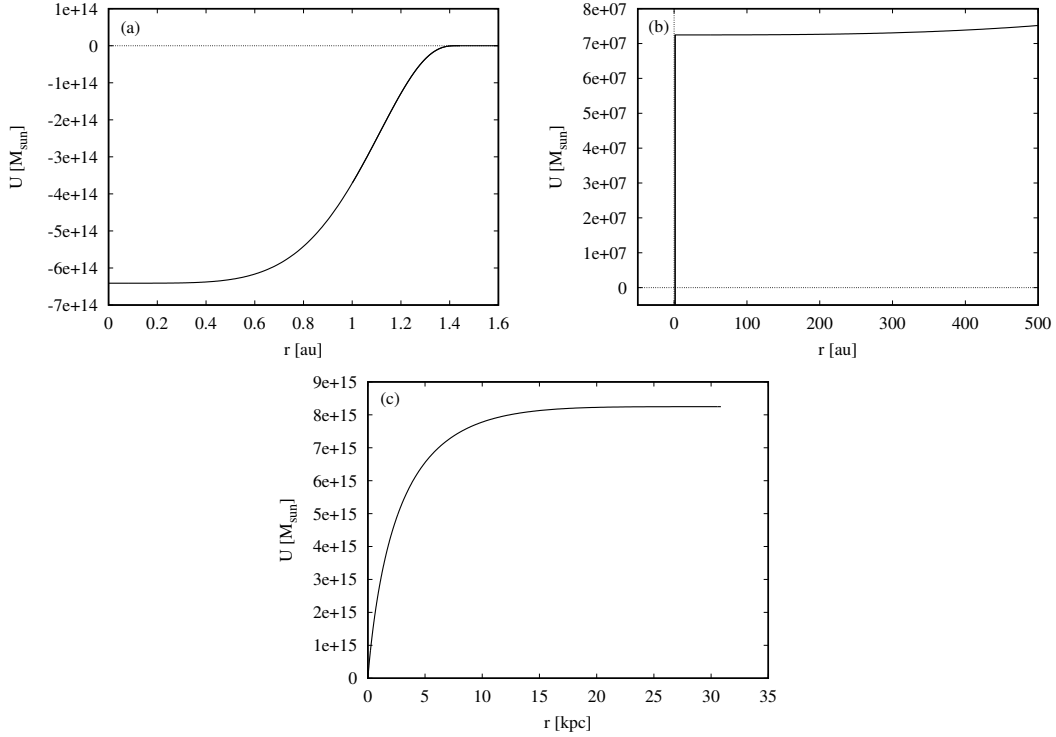 (a)
1e+14
0
-1e+14
-2e+14
-3e+14
-4e+14
-5e+14
-6e+14
-7e+14
U [Msun]
0 0.2 0.4 0.6 0.8 1 1.2 1.4 1.6
r [au]
(b)
8e+07
7e+07
6e+07
5e+07
4e+07
3e+07
2e+07
1e+07
0
U [Msun]
0 100 200 300 400 500
r [au]
(c)
9e+15
8e+15
7e+15
6e+15
5e+15
4e+15
3e+15
2e+15
1e+15
0
U [Msun]
0 5 10 15 20 25 30 35
r [kpc]